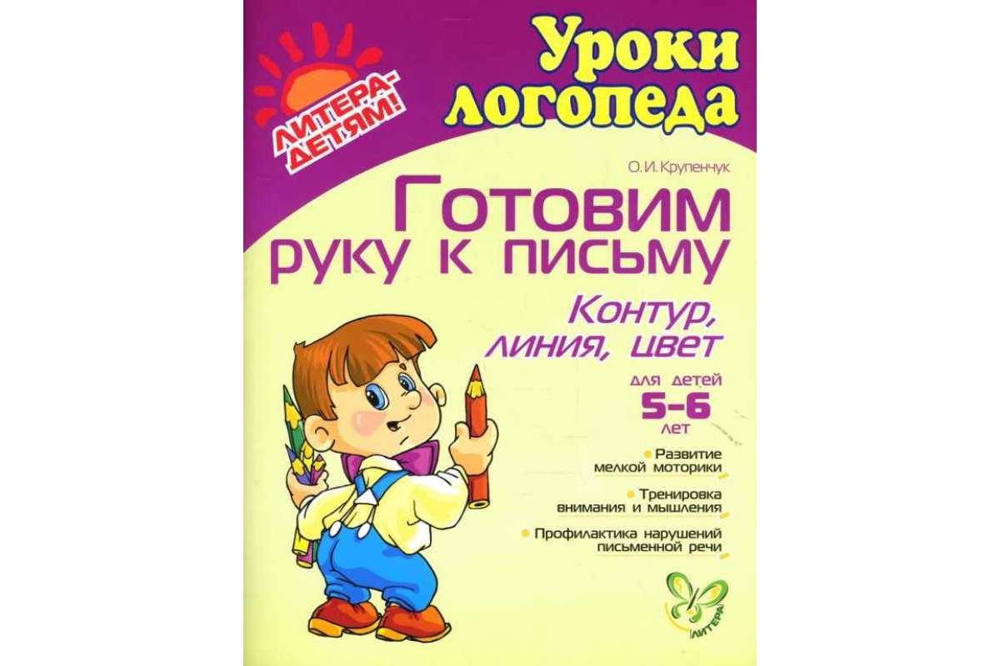 ЛИТЕРА-
ДЕТЯМ!
Уроки
логопеда
О. И. Крупенчук
Готовим
руку к письму
Контур,
линия, цвет
для детей
5-6
лет
• Развитие
мелкой моторики
• Тренировка
внимания и мышления
• Профилактика нарушений
письменной речи
ЛИТЕРА